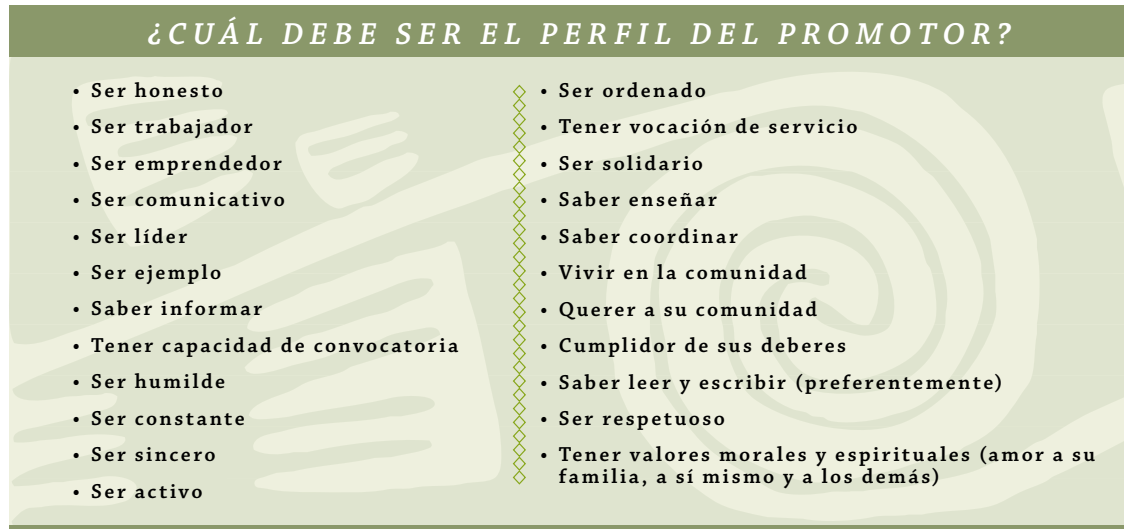 ¿CUÁL DEBE SER EL PERFIL DEL PROMOTOR?
• Ser honesto
• Ser trabajador
• Ser emprendedor
• Ser comunicativo
• Ser líder
• Ser ejemplo
• Saber informar
• Tener capacidad de convocatoria
• Ser humilde
• Ser constante
• Ser sincero
• Ser activo
• Ser ordenado
• Tener vocación de servicio
• Ser solidario
• Saber enseñar
• Saber coordinar
• Vivir en la comunidad
• Querer a su comunidad
• Cumplidor de sus deberes
• Saber leer y escribir (preferentemente)
• Ser respetuoso
• Tener valores morales y espirituales (amor a su
familia, a sí mismo y a los demás)